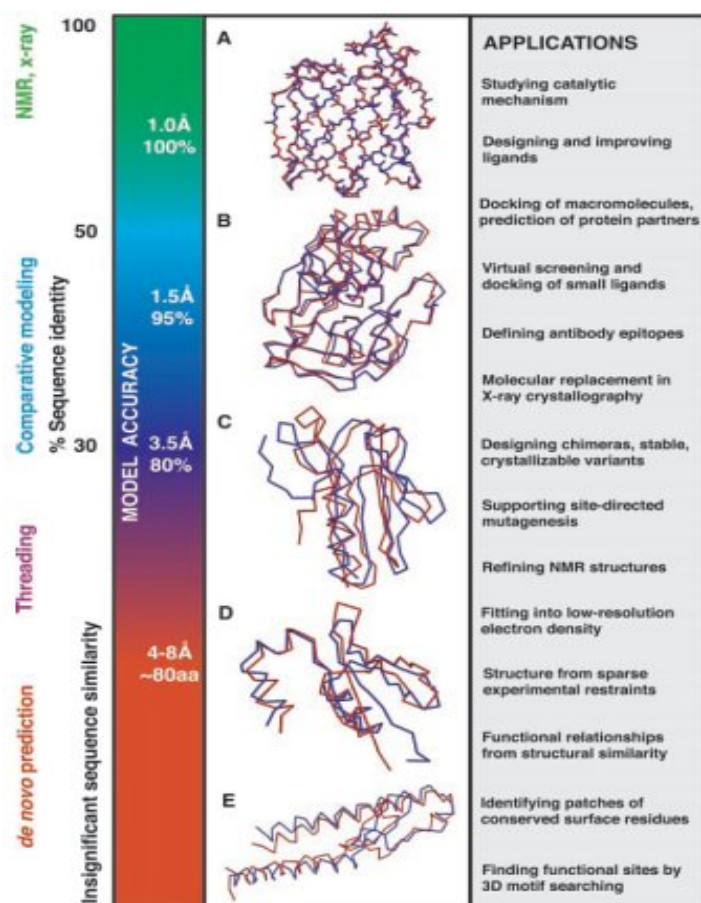 NMR, x-ray
Comparative modeling
Threading
de novo prediction
% Sequence identity
Insignificant sequence similarity
100
50
30
MODEL ACCURACY
1.0Å
100%
1.5Å
95%
3.5Å
80%
4-8Å
~80aa
A
B
C
D
E
APPLICATIONS
Studying catalytic
mechanism
Designing and improving
ligands
Docking of macromolecules,
prediction of protein partners
Virtual screening and
docking of small ligands
Defining antibody epitopes
Molecular replacement in
X-ray crystallography
Designing chimeras, stable,
crystallizable variants
Supporting site-directed
mutagenesis
Refining NMR structures
Fitting into low-resolution
electron density
Structure from sparse
experimental restraints
Functional relationships
from structural similarity
Identifying patches of
conserved surface residues
Finding functional sites by
3D motif searching